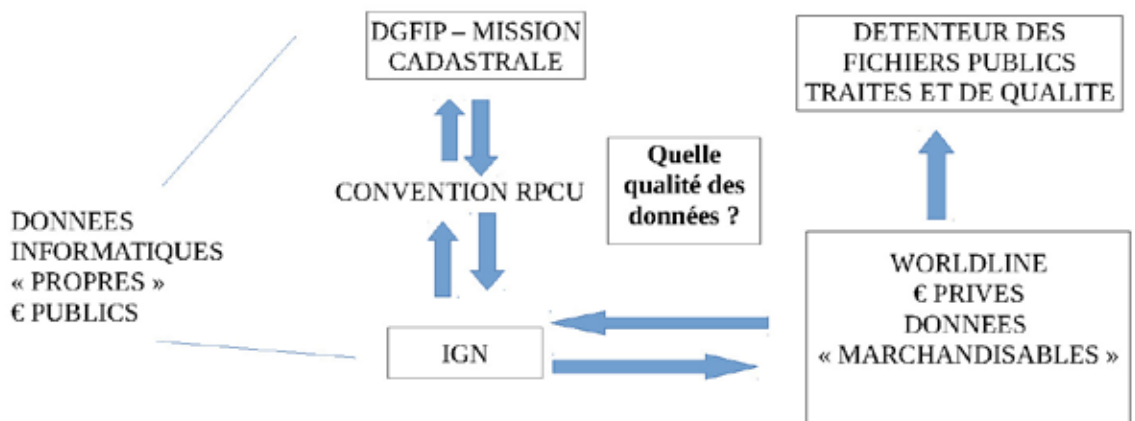 DGFIP – MISSION
CADASTRALE
DETENTEUR DES
FICHIERS PUBLICS
TRAITES ET DE QUALITE
CONVENTION RPCU
Quelle
qualité des
données ?
DONNEES
INFORMATIQUES
« PROPRES »
€ PUBLICS
IGN
WORLDLINE
€ PRIVES
DONNEES
« MARCHANDISABLES »